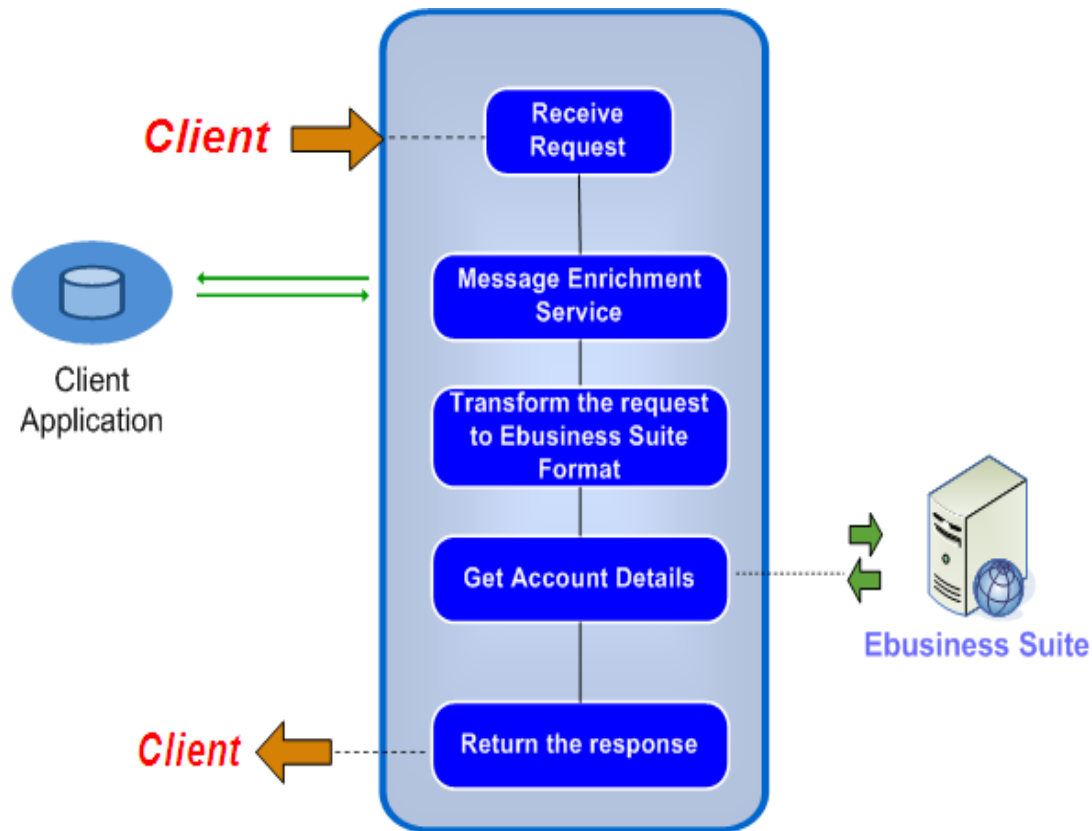 Client
Receive
Request
Message Enrichment
Service
Client
Application
Transform the request
to Ebusiness Suite
Format
Get Account Details
Ebusiness Suite
Return the response
Client